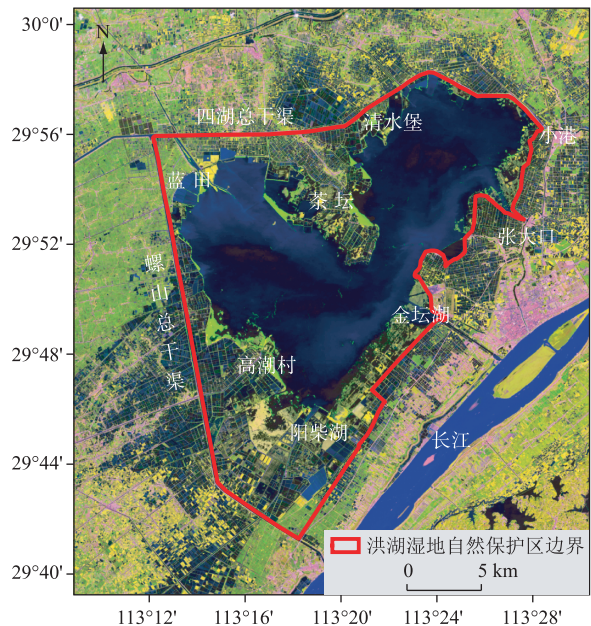 30°0'
N
四湖总干渠
清水堡
29°56'
小港
蓝田
茶坛
29°52'
张大口
螺山总干渠
金坛湖
29°48'
高潮村
阳柴湖
长江
29°44'
洪湖湿地自然保护区边界
0 5 km
29°40'
113°12' 113°16' 113°20' 113°24' 113°28'